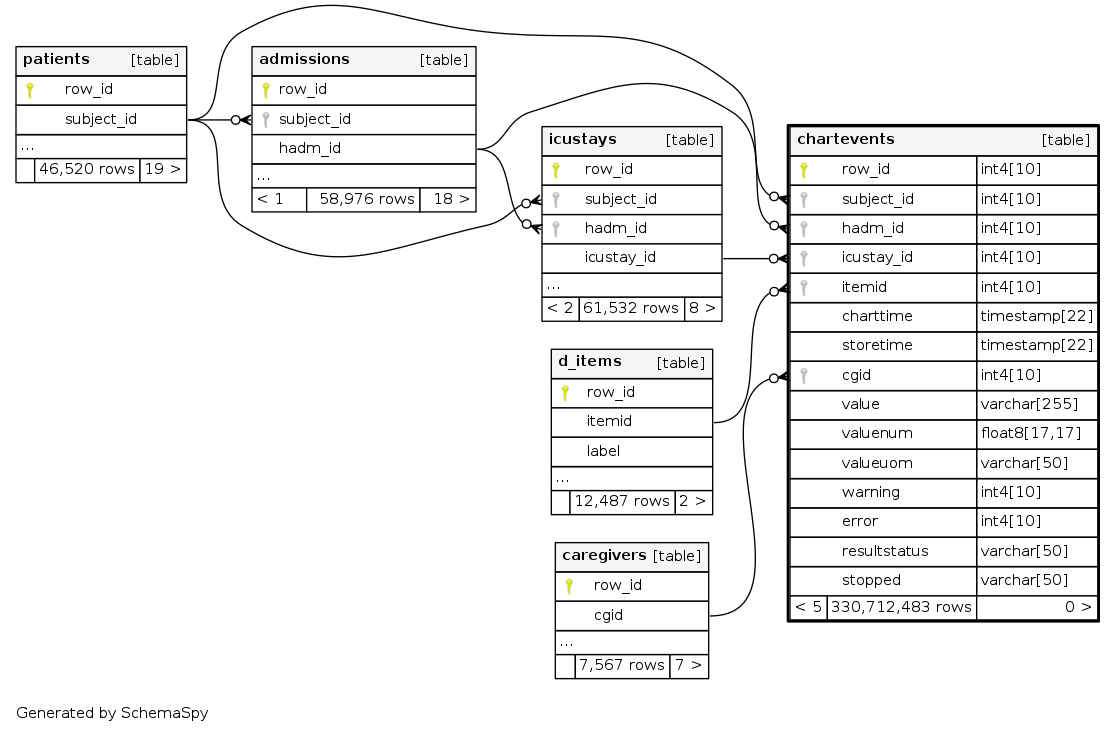 patients [table]
row_id
subject_id
...
46,520 rows 19 >
admissions [table]
row_id
subject_id
hadm_id
...
< 1 58,976 rows 18 >
icustays [table]
row_id
subject_id
hadm_id
icustay_id
...
< 2 61,532 rows 8 >
d_items [table]
row_id
itemid
label
...
12,487 rows 2 >
caregivers [table]
row_id
cgid
...
7,567 rows 7 >
chartevents [table]
row_id int4[10]
subject_id int4[10]
hadm_id int4[10]
icustay_id int4[10]
itemid int4[10]
charttime timestamp[22]
storetime timestamp[22]
cgid int4[10]
value varchar[255]
valuenum float8[17,17]
valueuom varchar[50]
warning int4[10]
error int4[10]
resultstatus varchar[50]
stopped varchar[50]
< 5 330,712,483 rows 0 >
Generated by SchemaSpy